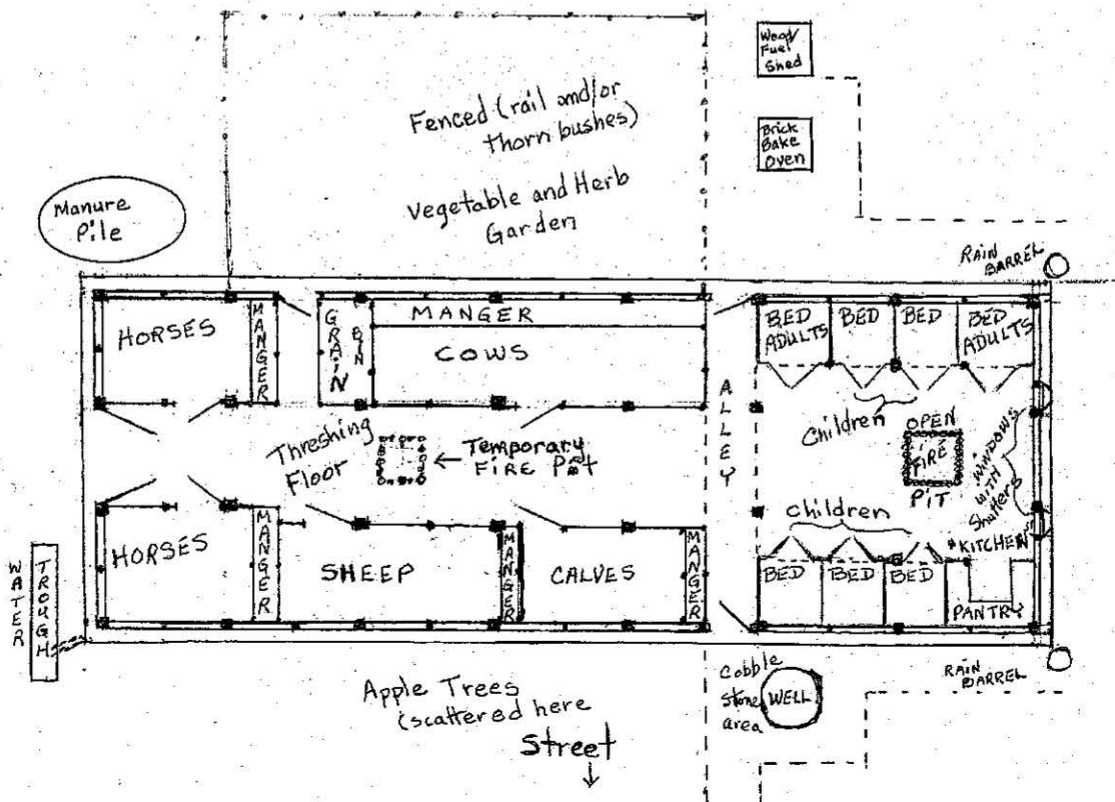 Wood/
Fuel
Shed
Fenced (rail and/or
thorn bushes)
Brick
Bake
Oven
Vegetable and Herb
Garden
Manure
Pile
RAIN
BARREL
HORSES
MANGER
GRAIN
BIN
MANGER
COWS
BED
ADULTS
BED
BED
BED
ADULTS
ALLEY
Children
OPEN
FIRE
PIT
WINDOWS
WITH
Shutters
Threshing
Floor
← Temporary
FIRE Pit
children
KITCHEN
HORSES
MANGER
SHEEP
MANGER
CALVES
MANGER
BED
BED
BED
PANTRY
WATER
TROUGH
Apple Trees
(scattered here
Street
↓
Cobble
Stone
area
WELL
RAIN
BARREL